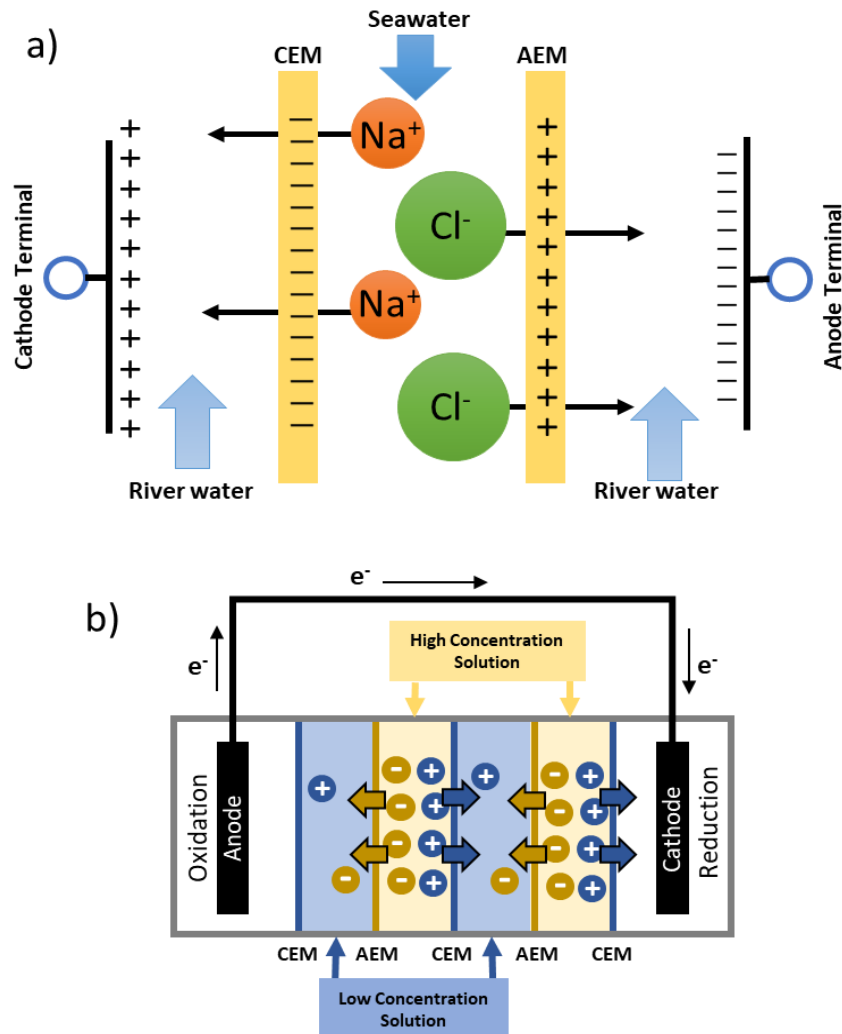 a)
Seawater
CEM
AEM
Na⁺
Cl⁻
Na⁺
Cl⁻
Cathode Terminal
Anode Terminal
River water
River water
b)
e⁻
e⁻
e⁻
High Concentration
Solution
Oxidation
Anode
Cathode
Reduction
CEM
AEM
CEM
AEM
CEM
Low Concentration
Solution